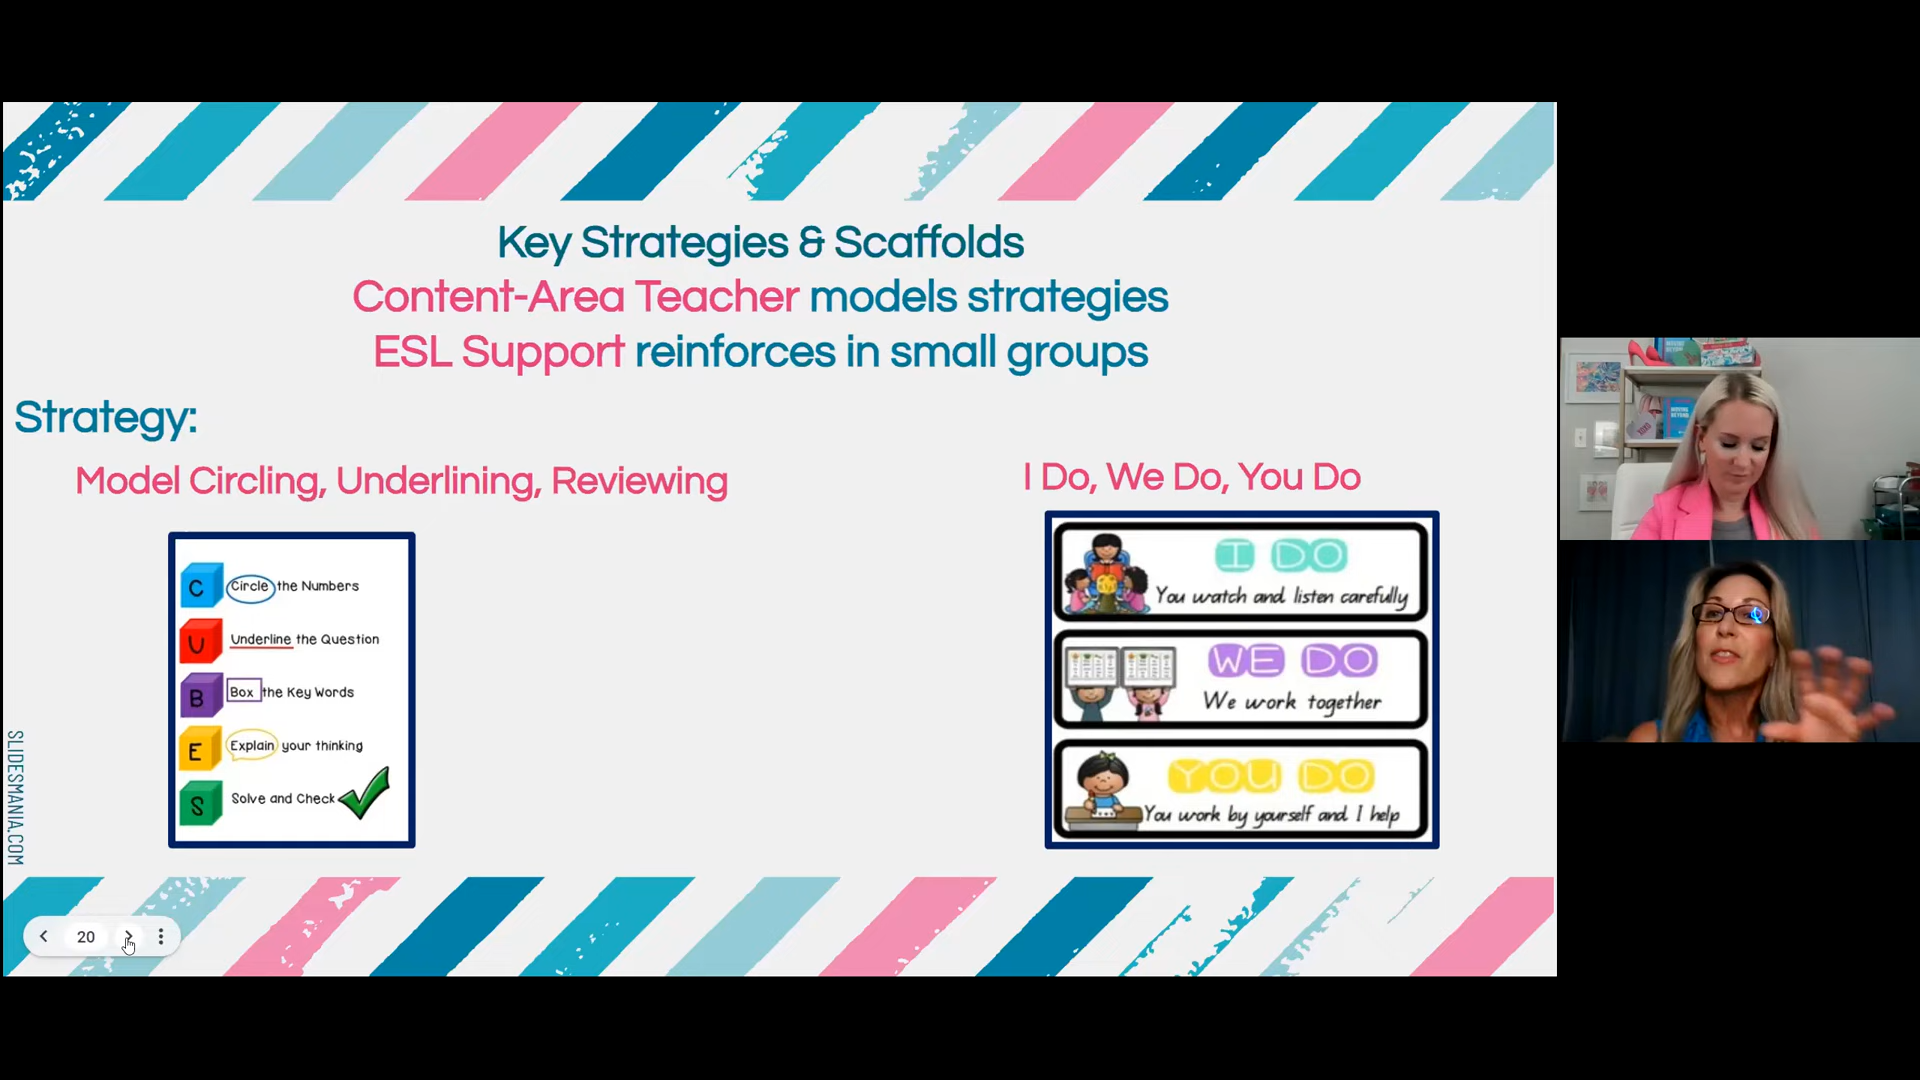 Key Strategies & Scaffolds
Content-Area Teacher models strategies
ESL Support reinforces in small groups
Strategy:
Model Circling, Underlining, Reviewing
C Circle the Numbers
U Underline the Question
B Box the Key Words
E Explain your thinking
S Solve and Check
I Do, We Do, You Do
I DO
You watch and listen carefully
WE DO
We work together
YOU DO
You work by yourself and I help
SLIDESMANIA.COM
20
MOVING
BEYOND